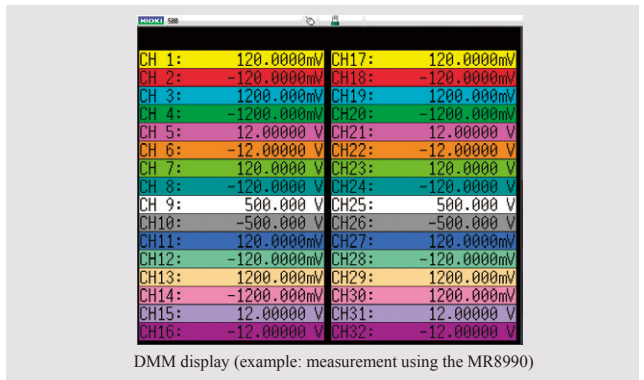 HIOKI 500
CH 1: 120.0000mV CH17: 120.0000mV
CH 2: -120.0000mV CH18: -120.0000mV
CH 3: 1200.000mV CH19: 1200.000mV
CH 4: -1200.000mV CH20: -1200.000mV
CH 5: 12.00000 V CH21: 12.00000 V
CH 6: -12.00000 V CH22: -12.00000 V
CH 7: 120.0000 V CH23: 120.0000 V
CH 8: -120.0000 V CH24: -120.0000 V
CH 9: 500.000 V CH25: 500.000 V
CH10: -500.000 V CH26: -500.000 V
CH11: 120.0000mV CH27: 120.0000mV
CH12: -120.0000mV CH28: -120.0000mV
CH13: 1200.000mV CH29: 1200.000mV
CH14: -1200.000mV CH30: 1200.000mV
CH15: 12.00000 V CH31: 12.00000 V
CH16: -12.00000 V CH32: -12.00000 V
DMM display (example: measurement using the MR8990)